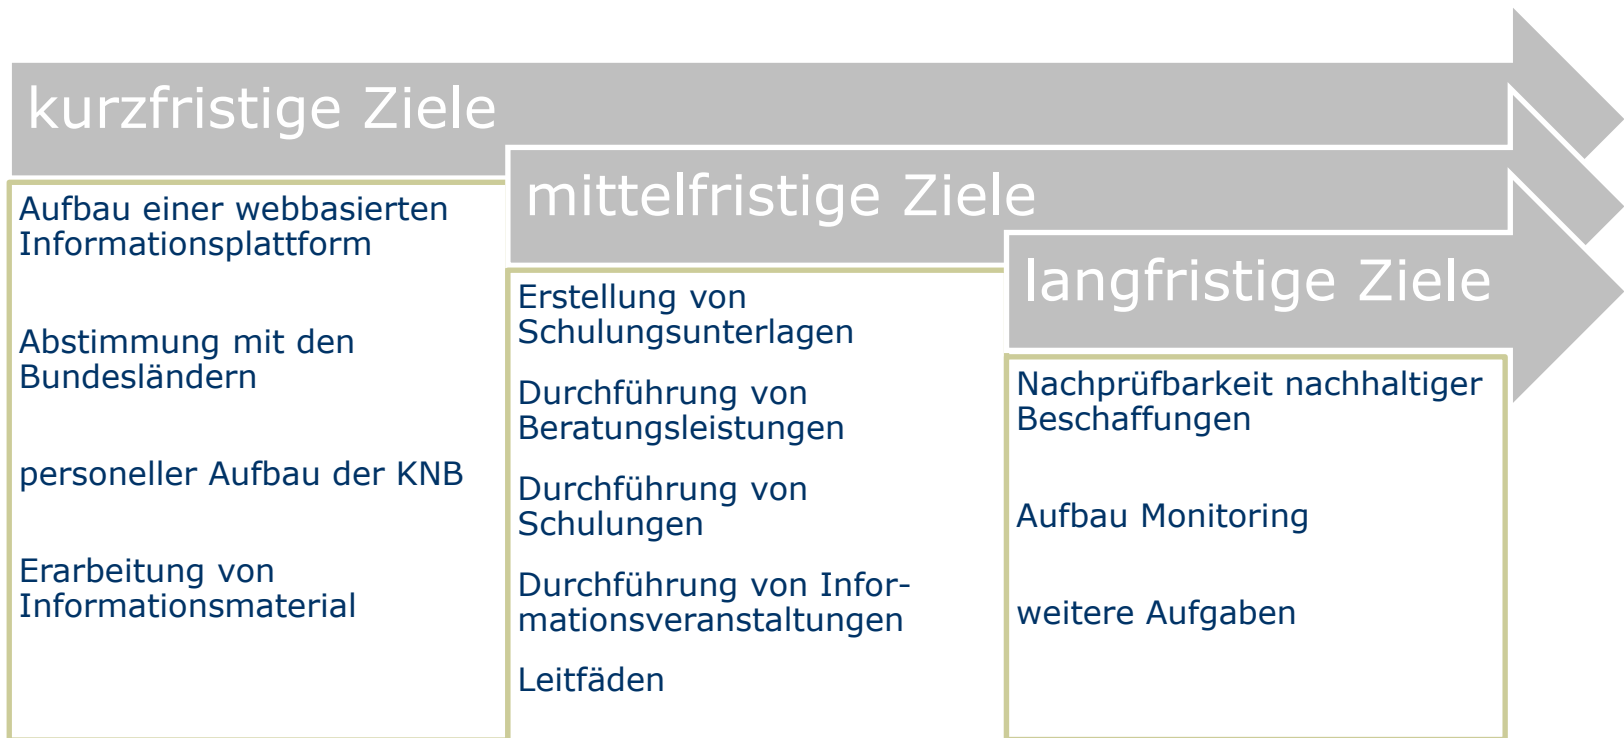 kurzfristige Ziele
Aufbau einer webbasierten
Informationsplattform
Abstimmung mit den
Bundesländern
personeller Aufbau der KNB
Erarbeitung von
Informationsmaterial
mittelfristige Ziele
Erstellung von
Schulungsunterlagen
Durchführung von
Beratungsleistungen
Durchführung von
Schulungen
Durchführung von Infor-
mationsveranstaltungen
Leitfäden
langfristige Ziele
Nachprüfbarkeit nachhaltiger
Beschaffungen
Aufbau Monitoring
weitere Aufgaben